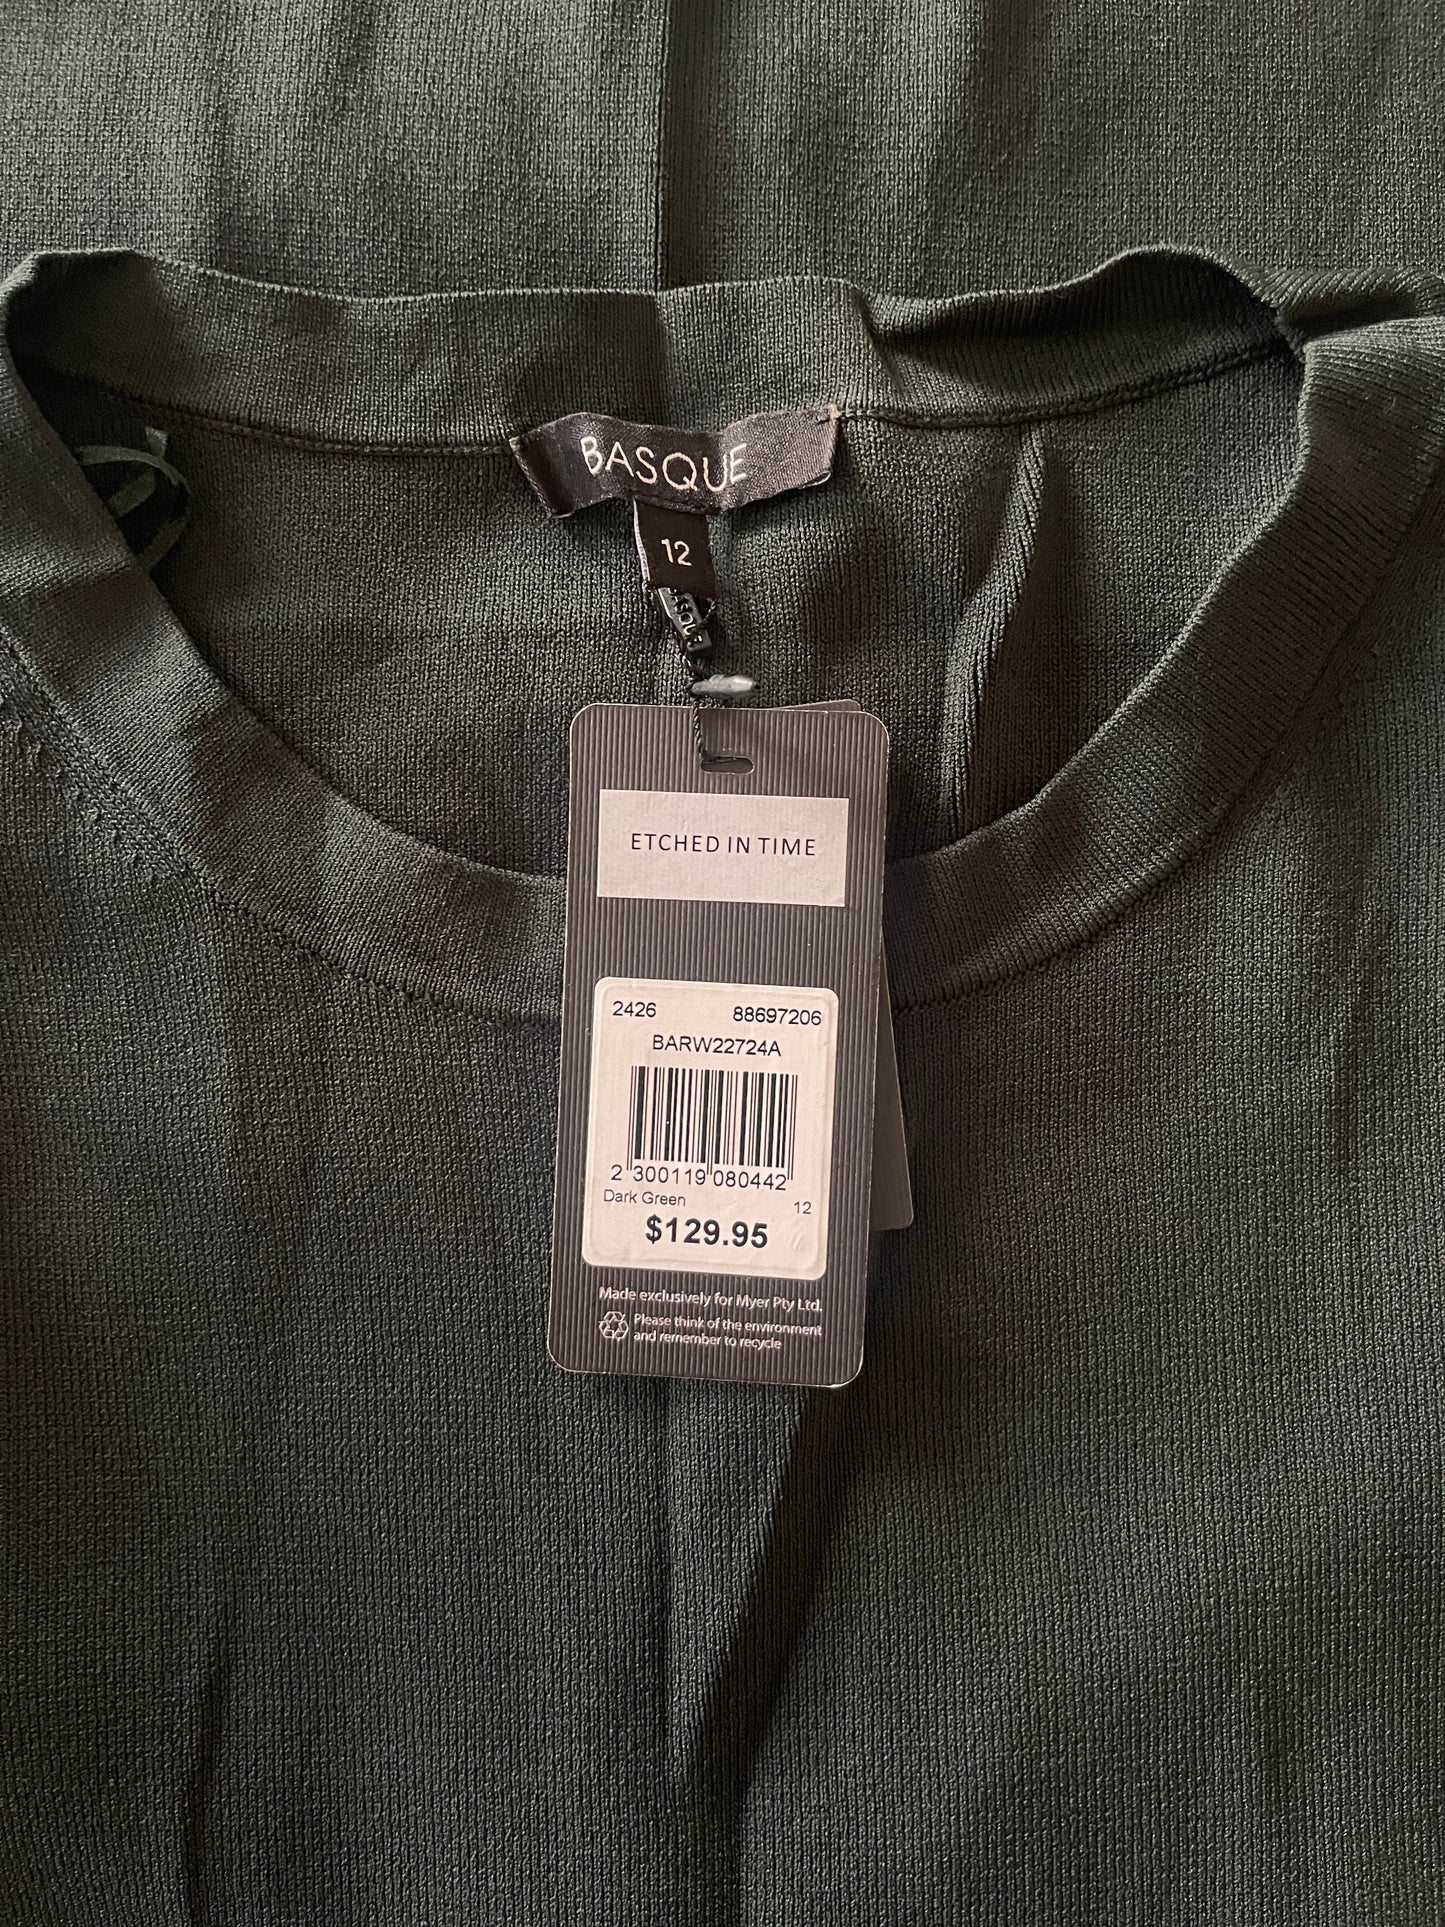 BASQUE
12
BASQUE
ETCHED IN TIME
2426 88697206
BARW22724A
2 300119 080442
Dark Green 12
$129.95
Made exclusively for Myer Pty Ltd.
Please think of the environment
and remember to recycle